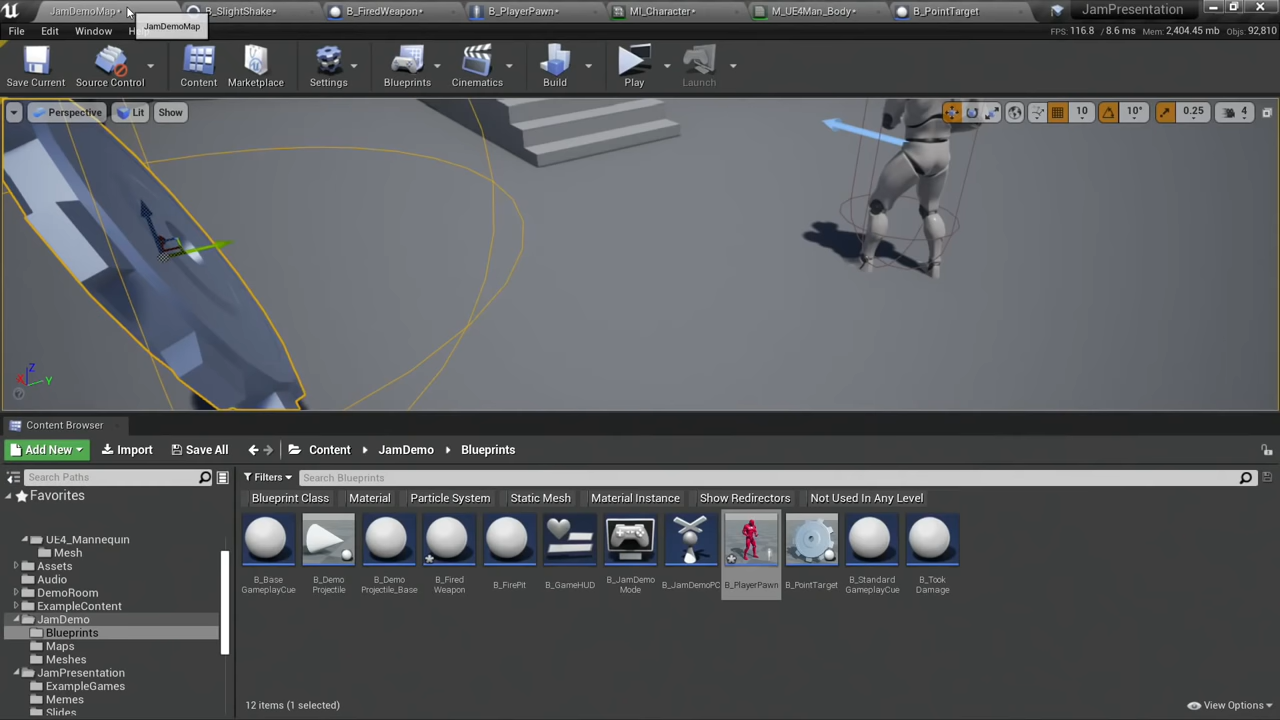 JamDemoMap•
B_SlightShake•
B_FiredWeapon•
B_PlayerPawn•
MI_Character•
M_UE4Man_Body•
B_PointTarget
JamPresentation
JamDemoMap
File
Edit
Window
FPS: 116.8 / 8.6 ms Mem: 2,404.45 mb Objs: 92,810
Save Current
Source Control
Content
Marketplace
Settings
Blueprints
Cinematics
Build
Play
Launch
Perspective
Lit
Show
10
10°
0.25
4
Z
X
Y
Content Browser
Add New
Import
Save All
Content
JamDemo
Blueprints
Search Paths
Filters
Search Blueprints
Favorites
Blueprint Class
Material
Particle System
Static Mesh
Material Instance
Show Redirectors
Not Used In Any Level
UE4_Mannequin
Mesh
Assets
Audio
DemoRoom
ExampleContent
JamDemo
Blueprints
Maps
Meshes
JamPresentation
ExampleGames
Memes
Slides
B_Base
GameplayCue
B_Demo
Projectile
B_Demo
Projectile_Base
B_Fired
Weapon
B_FirePit
B_GameHUD
B_JamDemo
Mode
B_JamDemoPC
B_PlayerPawn
B_PointTarget
B_Standard
GameplayCue
B_Took
Damage
12 items (1 selected)
View Options